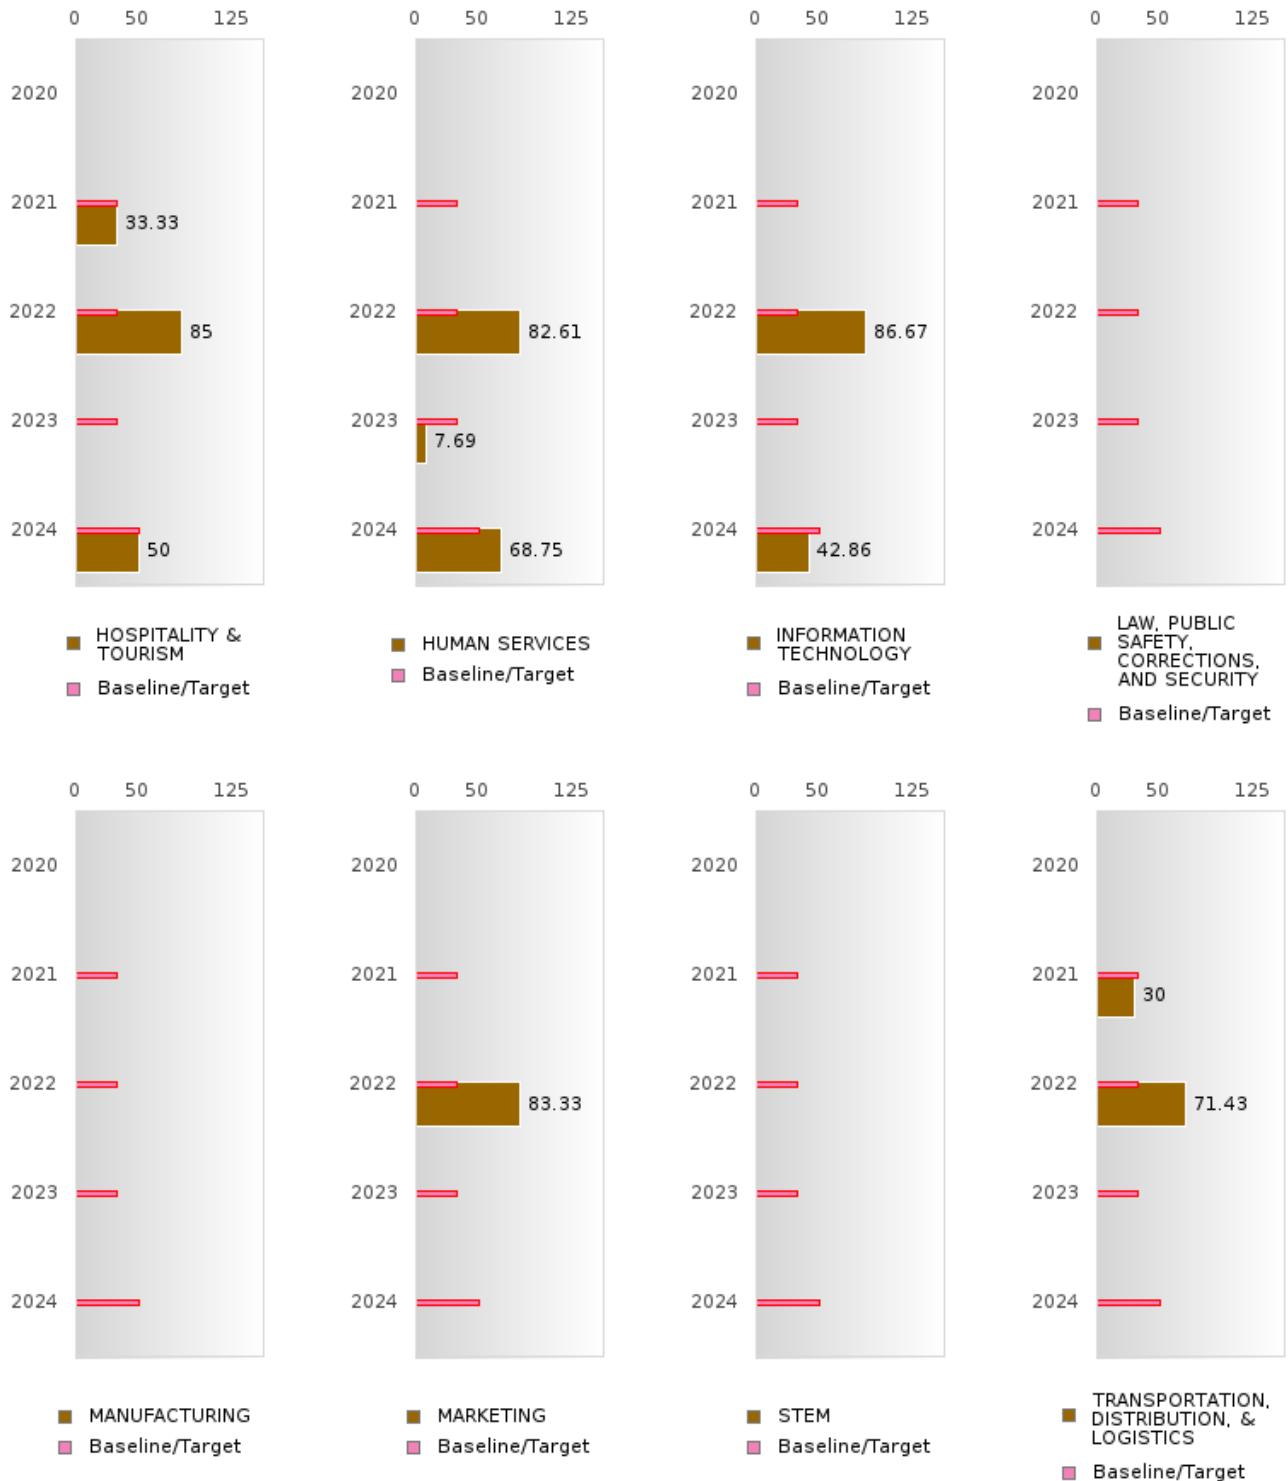 0 50 125 0 50 125 0 50 125 0 50 125
2020 2020 2020 2020
2021 2021 2021 2021
33.33
2022 2022 2022 2022
85 82.61 86.67
2023 2023 2023 2023
7.69
2024 2024 2024 2024
50 68.75 42.86
HOSPITALITY &
TOURISM
Baseline/Target
HUMAN SERVICES
Baseline/Target
INFORMATION
TECHNOLOGY
Baseline/Target
LAW, PUBLIC
SAFETY,
CORRECTIONS,
AND SECURITY
Baseline/Target
0 50 125 0 50 125 0 50 125 0 50 125
2020 2020 2020 2020
2021 2021 2021 2021
30
2022 2022 2022 2022
83.33 71.43
2023 2023 2023 2023
2024 2024 2024 2024
MANUFACTURING
Baseline/Target
MARKETING
Baseline/Target
STEM
Baseline/Target
TRANSPORTATION,
DISTRIBUTION, &
LOGISTICS
Baseline/Target